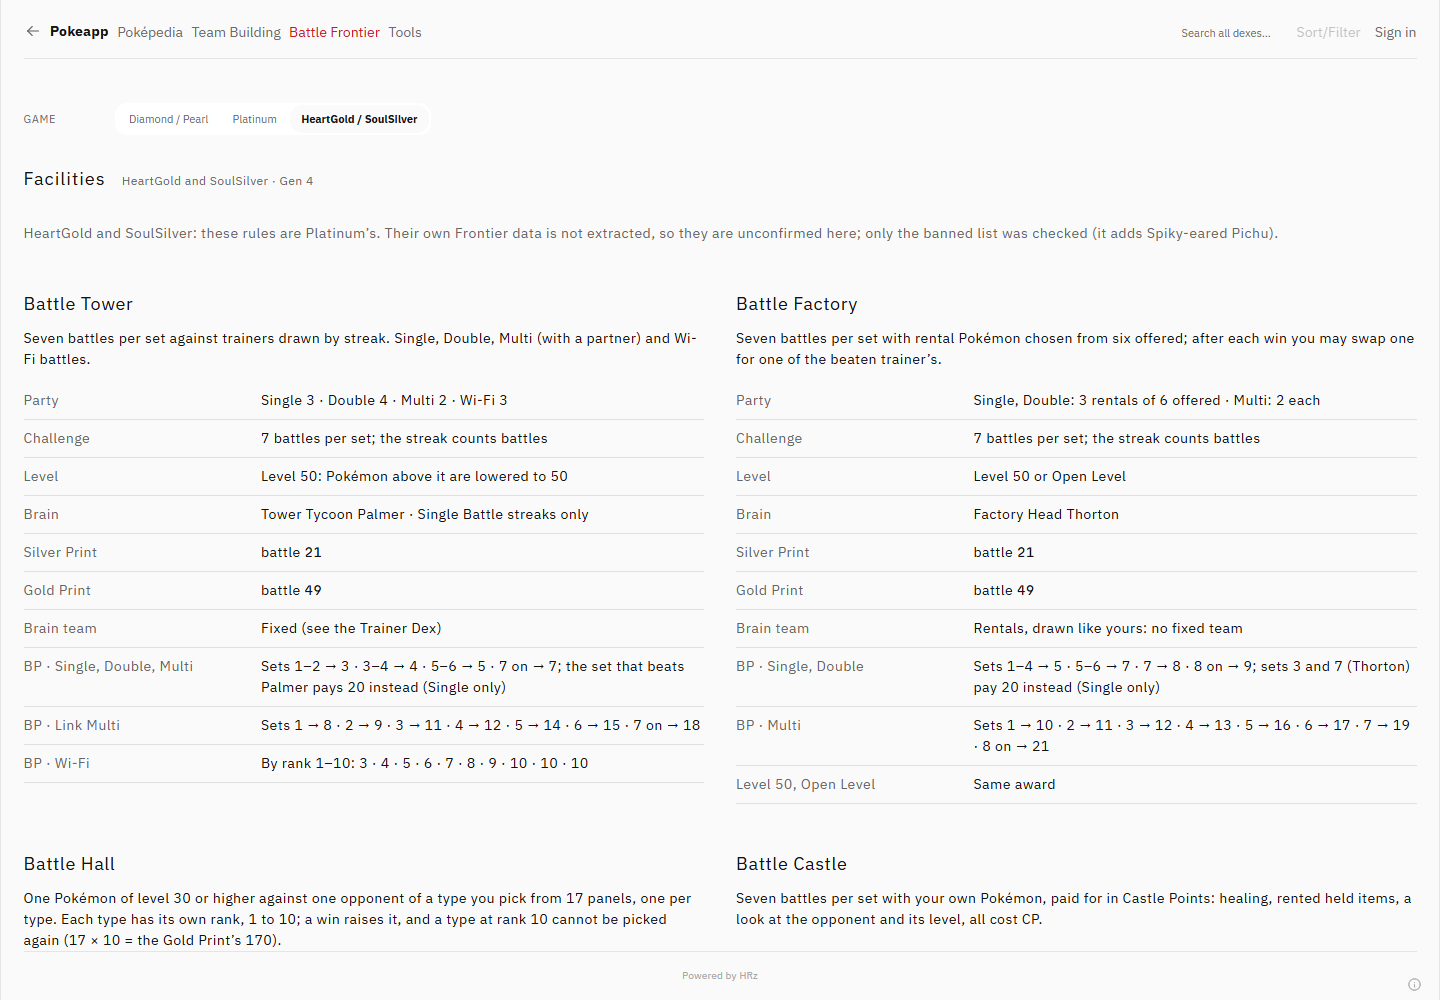 ← Pokeapp Poképedia Team Building Battle Frontier Tools Search all dexes... Sort/Filter Sign in
GAME Diamond / Pearl Platinum HeartGold / SoulSilver
Facilities HeartGold and SoulSilver · Gen 4
HeartGold and SoulSilver: these rules are Platinum’s. Their own Frontier data is not extracted, so they are unconfirmed here; only the banned list was checked (it adds Spiky-eared Pichu).
Battle Tower
Seven battles per set against trainers drawn by streak. Single, Double, Multi (with a partner) and Wi-
Fi battles.
Party Single 3 · Double 4 · Multi 2 · Wi-Fi 3
Challenge 7 battles per set; the streak counts battles
Level Level 50: Pokémon above it are lowered to 50
Brain Tower Tycoon Palmer · Single Battle streaks only
Silver Print battle 21
Gold Print battle 49
Brain team Fixed (see the Trainer Dex)
BP · Single, Double, Multi Sets 1–2 → 3 · 3–4 → 4 · 5–6 → 5 · 7 on → 7; the set that beats
Palmer pays 20 instead (Single only)
BP · Link Multi Sets 1 → 8 · 2 → 9 · 3 → 11 · 4 → 12 · 5 → 14 · 6 → 15 · 7 on → 18
BP · Wi-Fi By rank 1–10: 3 · 4 · 5 · 6 · 7 · 8 · 9 · 10 · 10 · 10
Battle Factory
Seven battles per set with rental Pokémon chosen from six offered; after each win you may swap one
for one of the beaten trainer’s.
Party Single, Double: 3 rentals of 6 offered · Multi: 2 each
Challenge 7 battles per set; the streak counts battles
Level Level 50 or Open Level
Brain Factory Head Thorton
Silver Print battle 21
Gold Print battle 49
Brain team Rentals, drawn like yours: no fixed team
BP · Single, Double Sets 1–4 → 5 · 5–6 → 7 · 7 → 8 · 8 on → 9; sets 3 and 7 (Thorton)
pay 20 instead (Single only)
BP · Multi Sets 1 → 10 · 2 → 11 · 3 → 12 · 4 → 13 · 5 → 16 · 6 → 17 · 7 → 19
· 8 on → 21
Level 50, Open Level Same award
Battle Hall
One Pokémon of level 30 or higher against one opponent of a type you pick from 17 panels, one per
type. Each type has its own rank, 1 to 10; a win raises it, and a type at rank 10 cannot be picked
again (17 × 10 = the Gold Print’s 170).
Battle Castle
Seven battles per set with your own Pokémon, paid for in Castle Points: healing, rented held items, a
look at the opponent and its level, all cost CP.
Powered by HRz